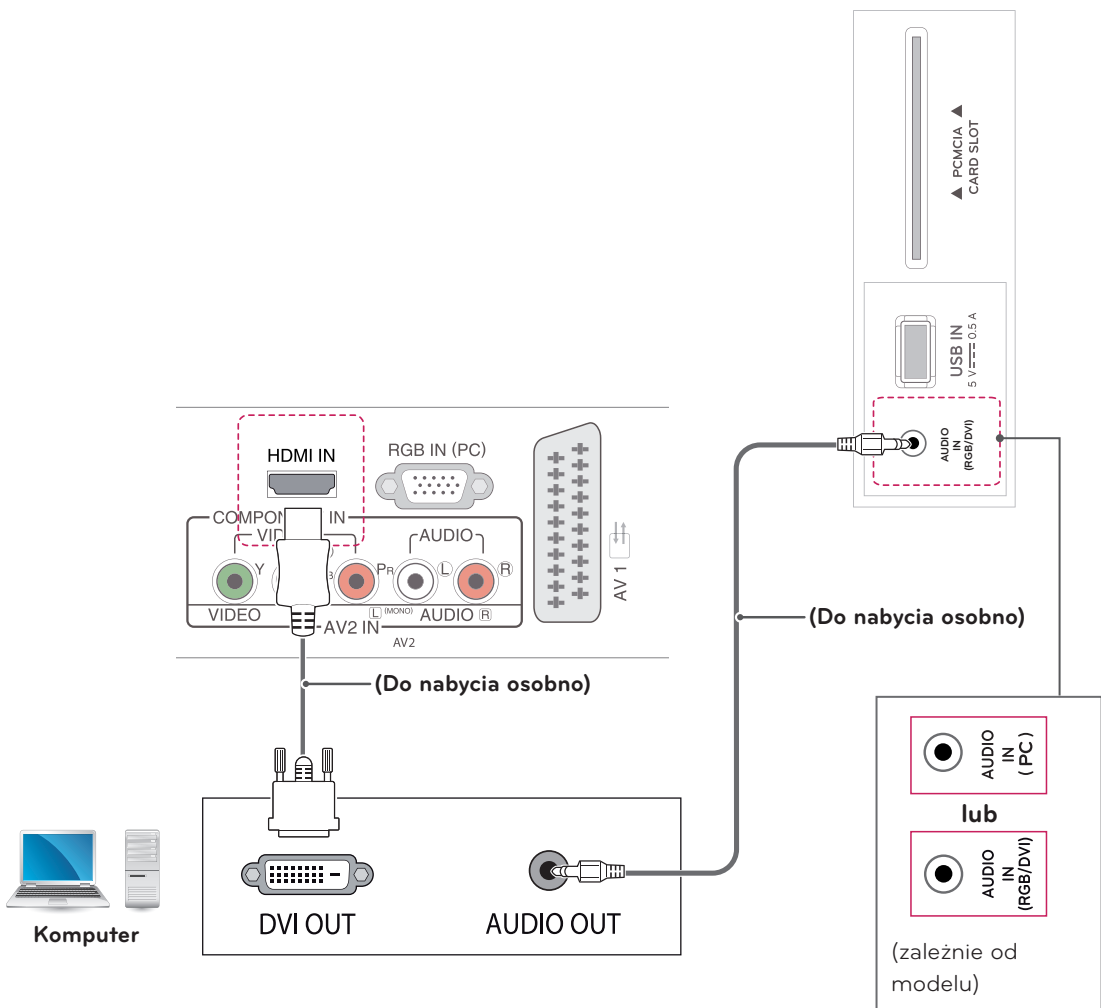 ▲ PCMCIA ▲
CARD SLOT
USB IN
5 V 0.5 A
AUDIO
IN
(RGB/DVI)
HDMI IN
RGB IN (PC)
IN
AUDIO
Y
PR
L
R
VIDEO
L (MONO)
AUDIO R
AV2 IN
AV2
AV 1
(Do nabycia osobno)
(Do nabycia osobno)
AUDIO
IN
(PC)
lub
AUDIO
IN
(RGB/DVI)
(zależnie od
modelu)
Komputer
DVI OUT
AUDIO OUT